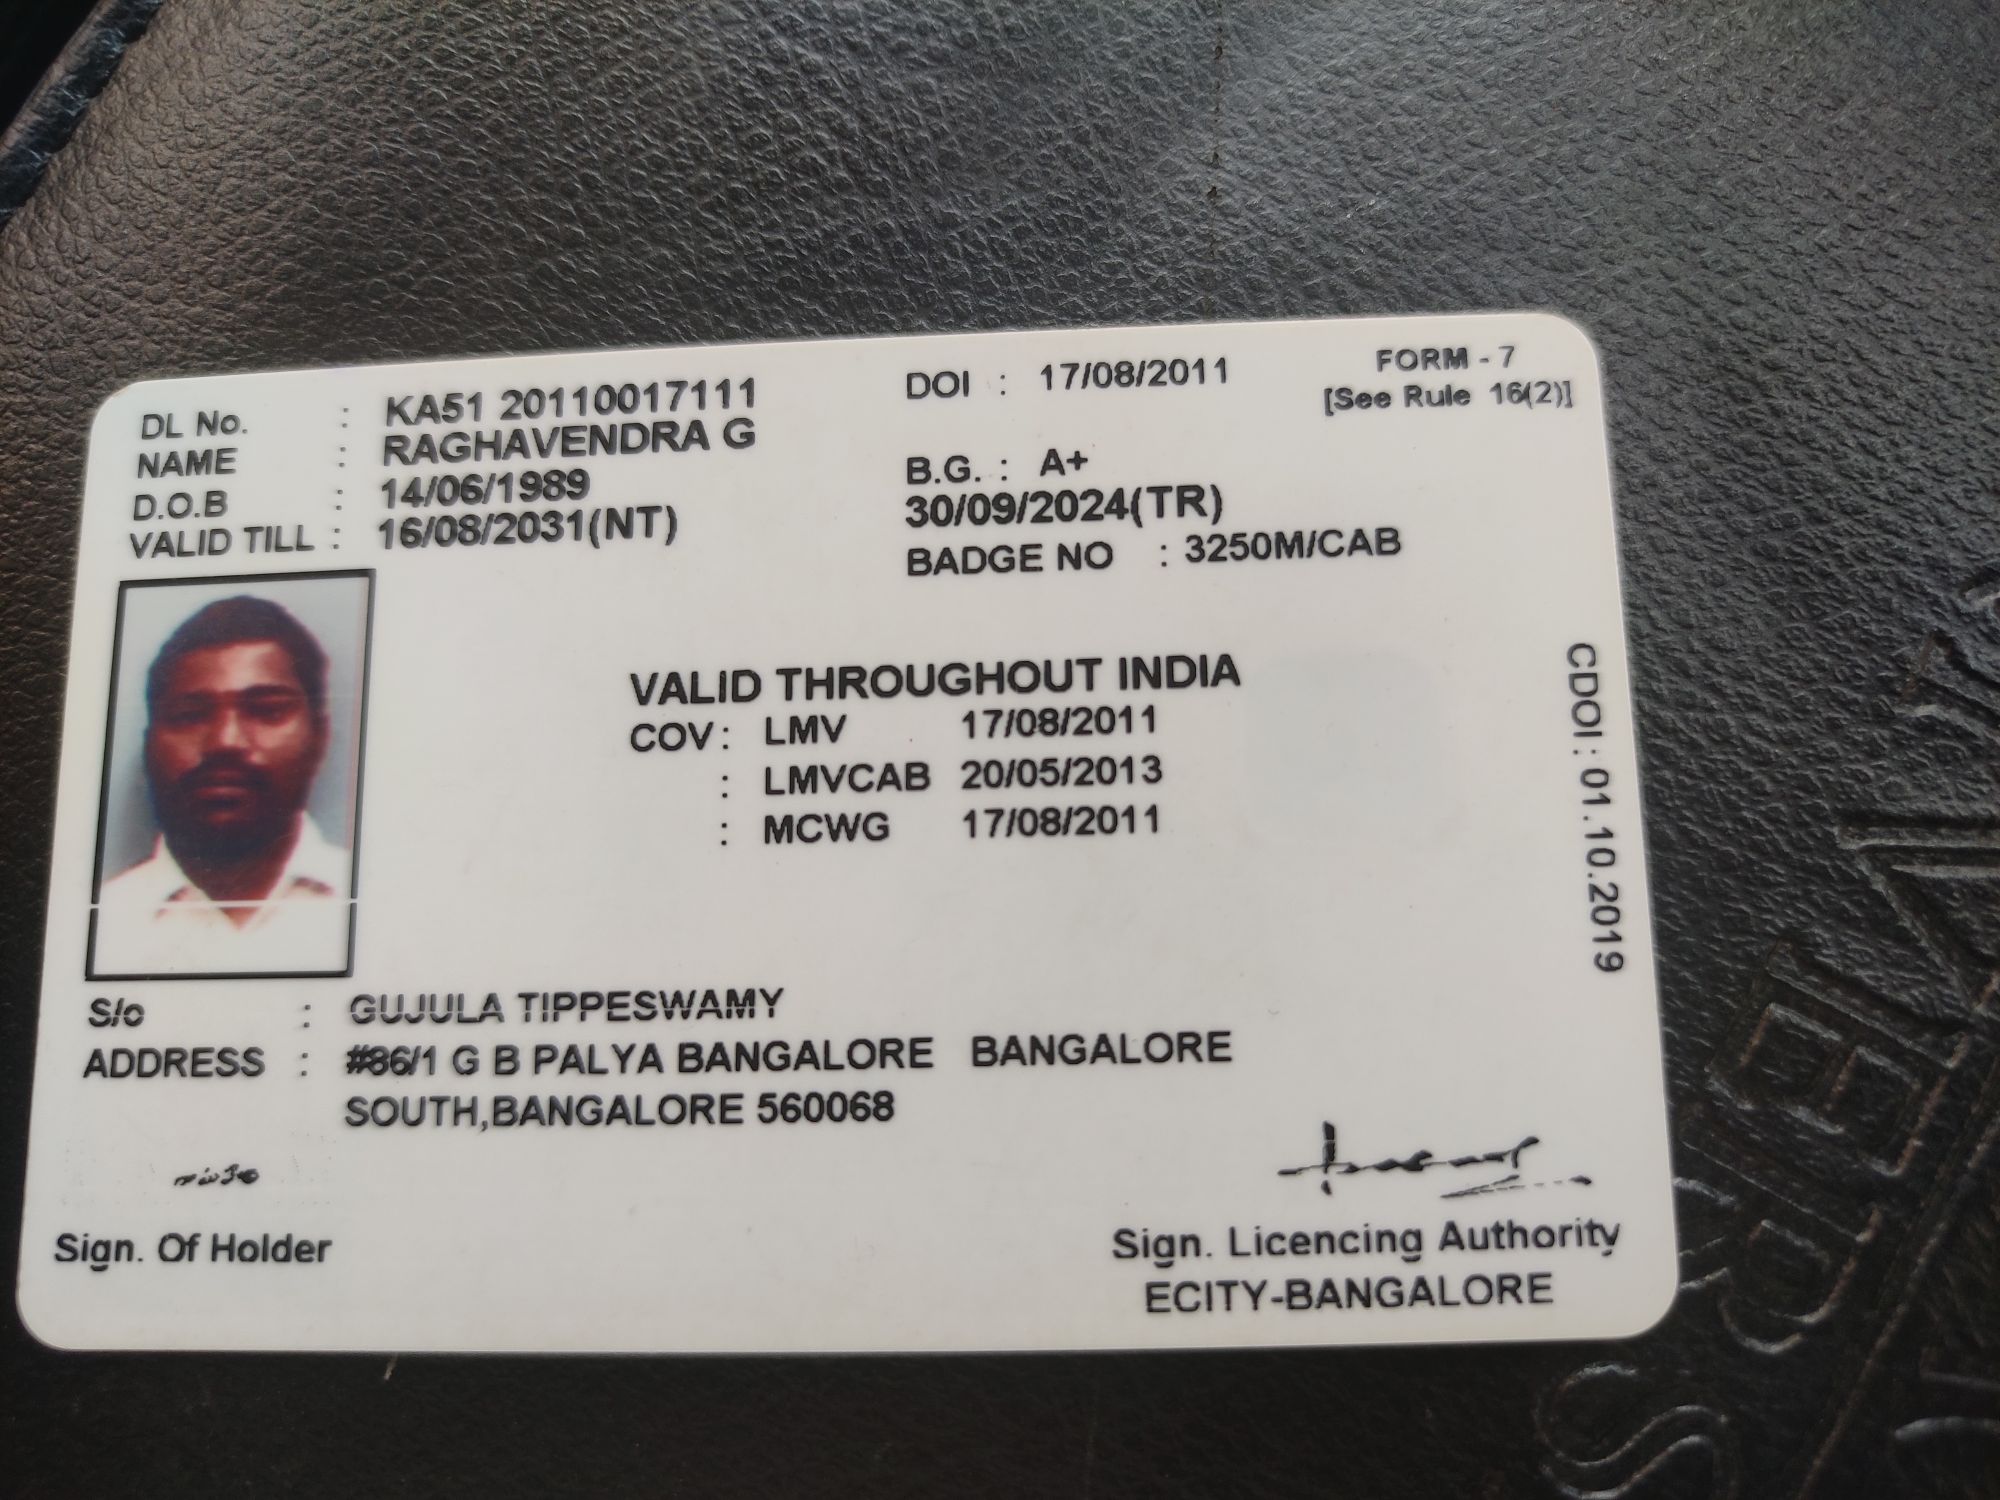 DL No. : KA51 20110017111
DOI : 17/08/2011
FORM - 7
[See Rule 16(2)]
NAME : RAGHAVENDRA G
D.O.B : 14/06/1989
B.G. : A+
VALID TILL : 16/08/2031(NT)
30/09/2024(TR)
BADGE NO : 3250M/CAB
VALID THROUGHOUT INDIA
COV : LMV 17/08/2011
: LMVCAB 20/05/2013
: MCWG 17/08/2011
CDOI : 01.10.2019
S/o : GUJULA TIPPESWAMY
ADDRESS : #86/1 G B PALYA BANGALORE BANGALORE
SOUTH,BANGALORE 560068
Sign. Of Holder
Sign. Licencing Authority
ECITY-BANGALORE